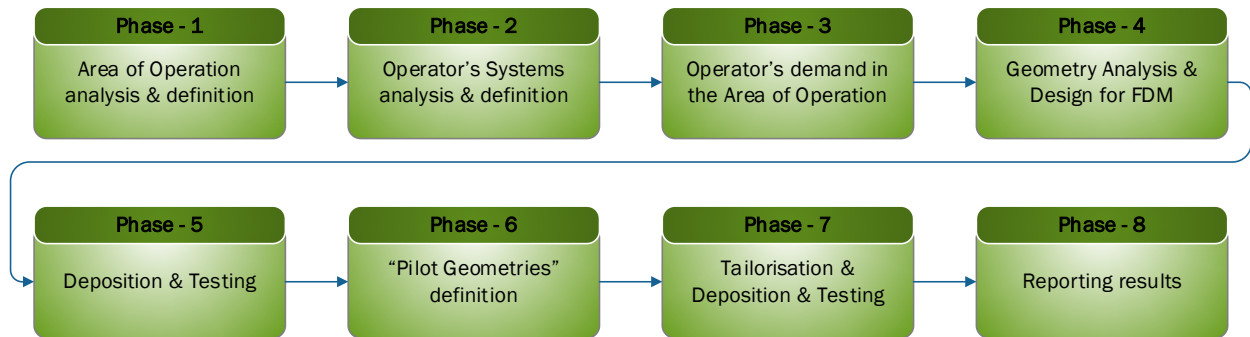 Phase - 1
Area of Operation
analysis & definition
Phase - 2
Operator's Systems
analysis & definition
Phase - 3
Operator's demand in
the Area of Operation
Phase - 4
Geometry Analysis &
Design for FDM
Phase - 5
Deposition & Testing
Phase - 6
“Pilot Geometries”
definition
Phase - 7
Tailorisation &
Deposition & Testing
Phase - 8
Reporting results